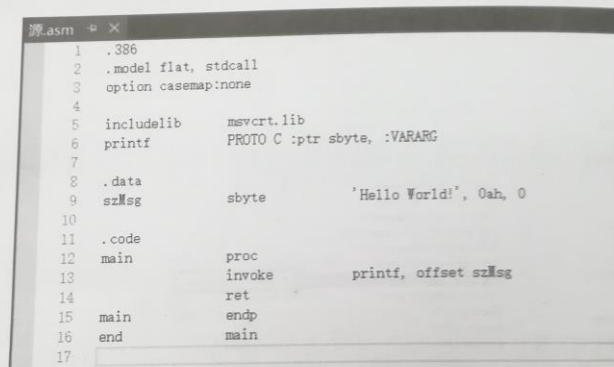 源.asm
1 .386
2 .model flat, stdcall
3 option casemap:none
4
5 includelib msvcrt.lib
6 printf PROTO C :ptr sbyte, :VARARG
7
8 .data
9 szMsg sbyte 'Hello World!', 0ah, 0
10
11 .code
12 main proc
13 invoke printf, offset szMsg
14 ret
15 main endp
16 end main
17